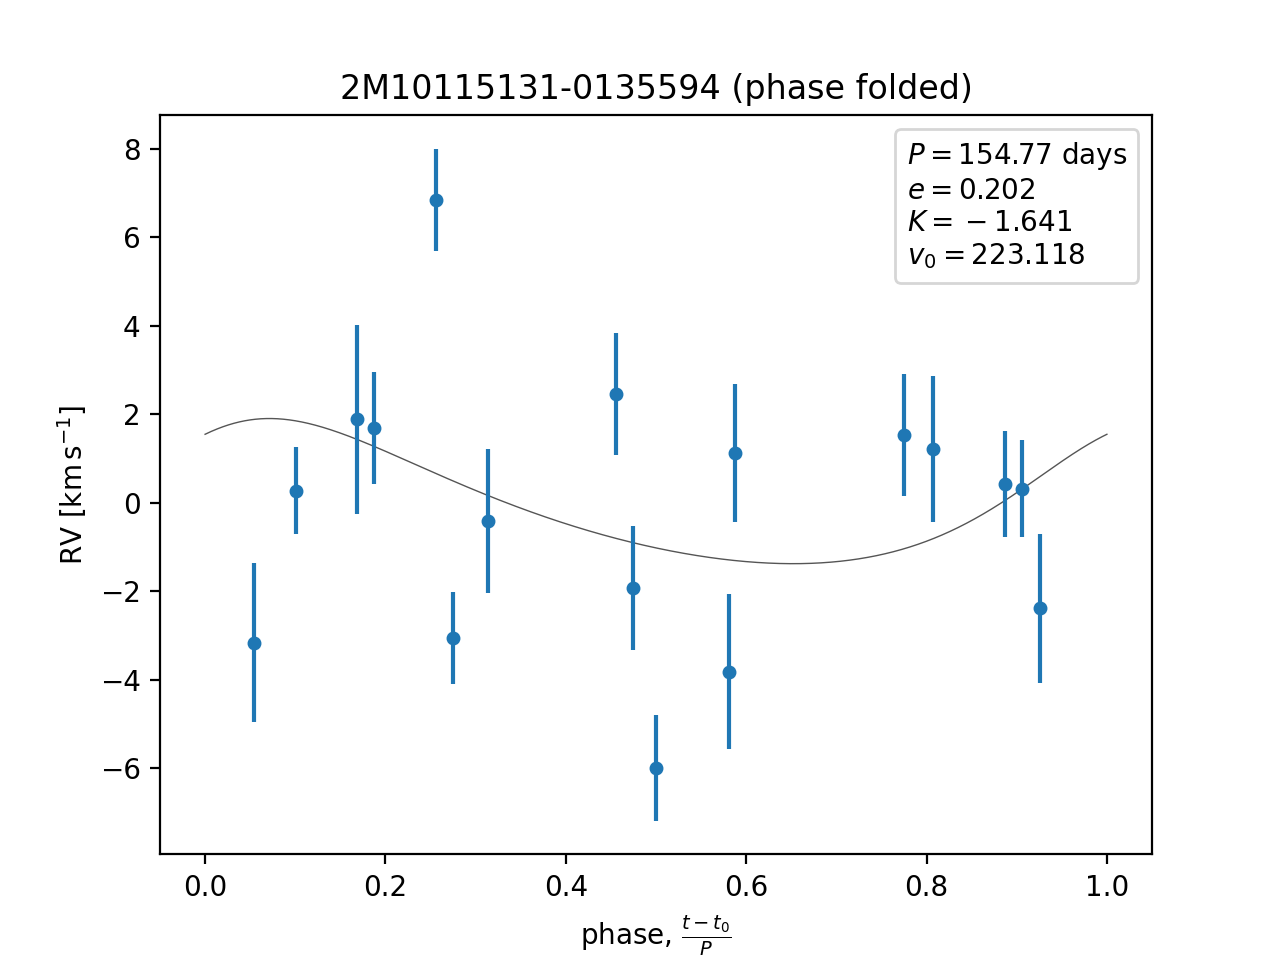 2M10115131-0135594 (phase folded)
P = 154.77 days
e = 0.202
K = −1.641
v₀ = 223.118
8
6
4
2
0
−2
−4
−6
RV [km s⁻¹]
0.0 0.2 0.4 0.6 0.8 1.0
phase, (t − t₀)/P